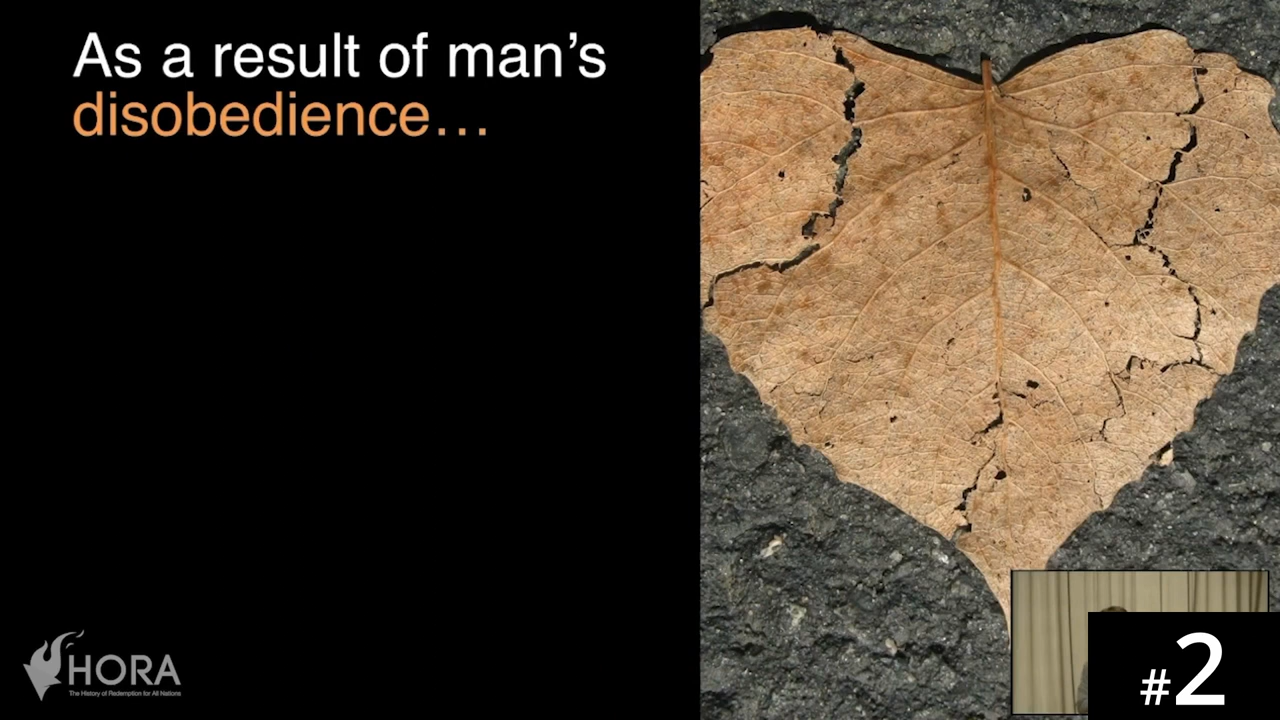 As a result of man’s
disobedience…
HORA
The History of Redemption for All Nations
#2